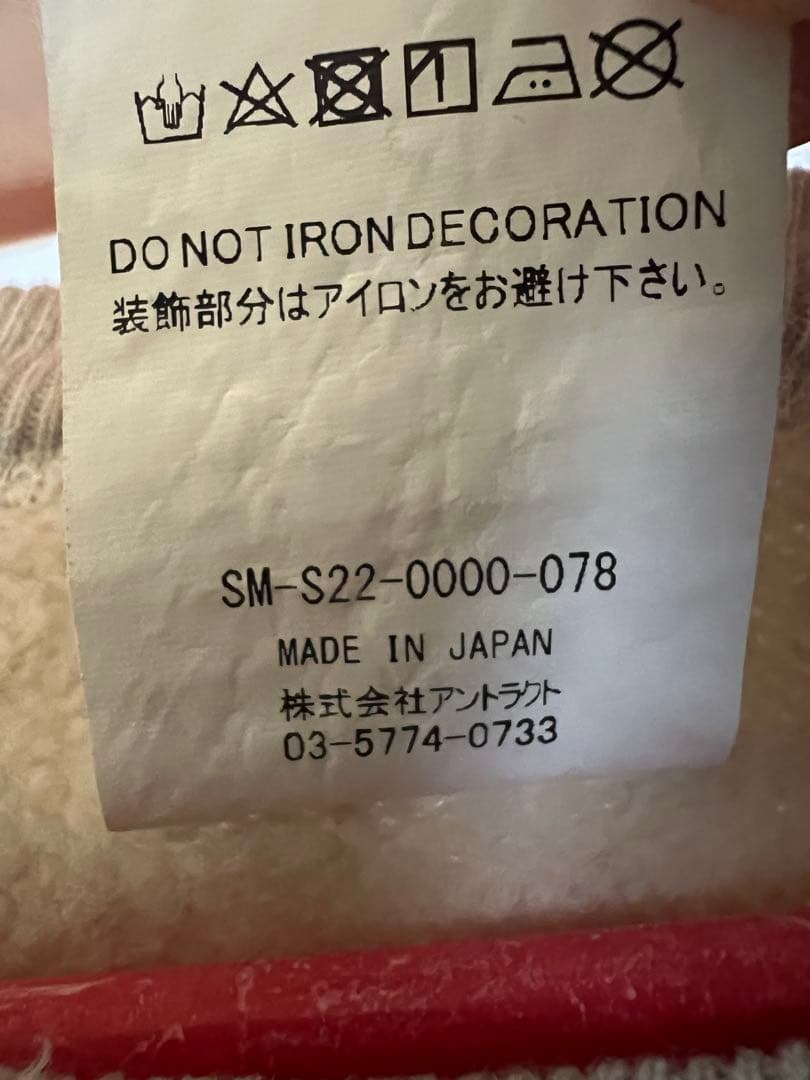 DO NOT IRON DECORATION
装飾部分はアイロンをお避け下さい。
SM-S22-0000-078
MADE IN JAPAN
株式会社アントラクト
03-5774-0733